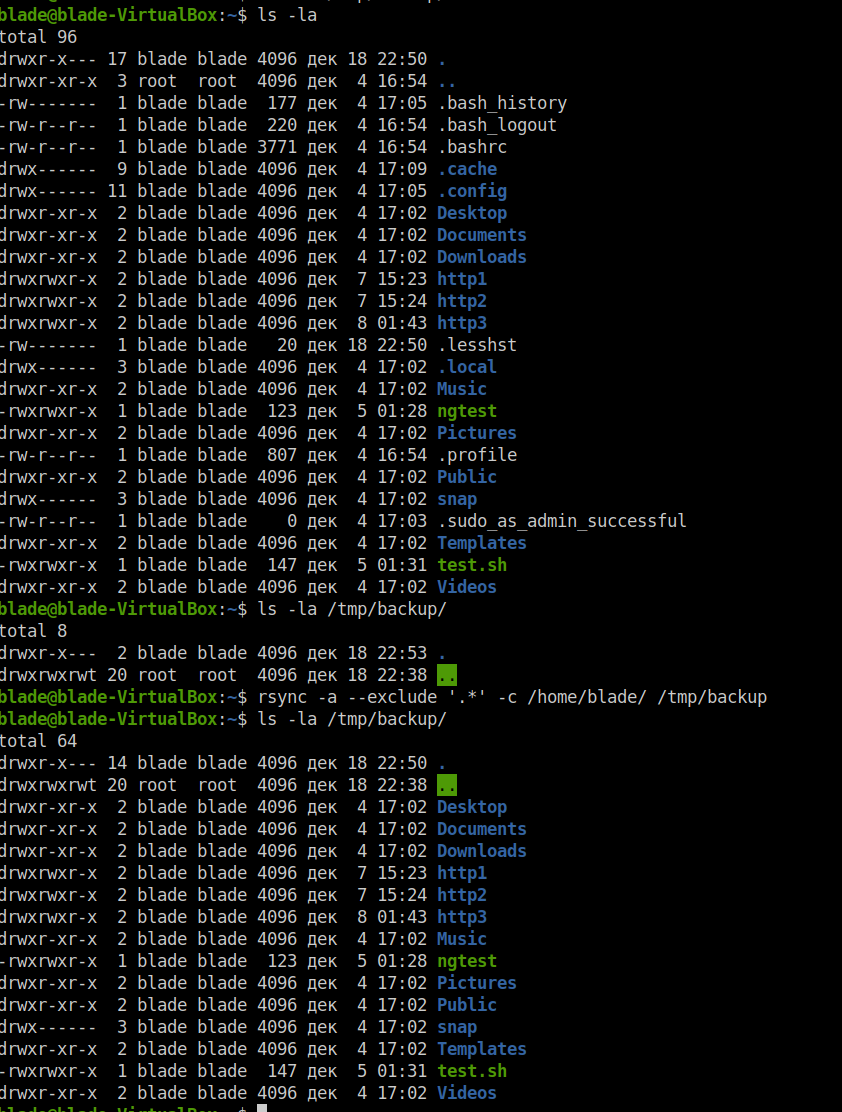 blade@blade-VirtualBox:~$ ls -la
total 96
drwxr-x--- 17 blade blade 4096 дек 18 22:50 .
drwxr-xr-x  3 root  root  4096 дек  4 16:54 ..
-rw-------  1 blade blade  177 дек  4 17:05 .bash_history
-rw-r--r--  1 blade blade  220 дек  4 16:54 .bash_logout
-rw-r--r--  1 blade blade 3771 дек  4 16:54 .bashrc
drwx------  9 blade blade 4096 дек  4 17:09 .cache
drwx------ 11 blade blade 4096 дек  4 17:05 .config
drwxr-xr-x  2 blade blade 4096 дек  4 17:02 Desktop
drwxr-xr-x  2 blade blade 4096 дек  4 17:02 Documents
drwxr-xr-x  2 blade blade 4096 дек  4 17:02 Downloads
drwxrwxr-x  2 blade blade 4096 дек  7 15:23 http1
drwxrwxr-x  2 blade blade 4096 дек  7 15:24 http2
drwxrwxr-x  2 blade blade 4096 дек  8 01:43 http3
-rw-------  1 blade blade   20 дек 18 22:50 .lesshst
drwx------  3 blade blade 4096 дек  4 17:02 .local
drwxr-xr-x  2 blade blade 4096 дек  4 17:02 Music
-rwxrwxr-x  1 blade blade  123 дек  5 01:28 ngtest
drwxr-xr-x  2 blade blade 4096 дек  4 17:02 Pictures
-rw-r--r--  1 blade blade  807 дек  4 16:54 .profile
drwxr-xr-x  2 blade blade 4096 дек  4 17:02 Public
drwx------  3 blade blade 4096 дек  4 17:02 snap
-rw-r--r--  1 blade blade    0 дек  4 17:03 .sudo_as_admin_successful
drwxr-xr-x  2 blade blade 4096 дек  4 17:02 Templates
-rwxrwxr-x  1 blade blade  147 дек  5 01:31 test.sh
drwxr-xr-x  2 blade blade 4096 дек  4 17:02 Videos
blade@blade-VirtualBox:~$ ls -la /tmp/backup/
total 8
drwxr-x---  2 blade blade 4096 дек 18 22:53 .
drwxrwxrwt 20 root  root  4096 дек 18 22:38 ..
blade@blade-VirtualBox:~$ rsync -a --exclude '.*' -c /home/blade/ /tmp/backup
blade@blade-VirtualBox:~$ ls -la /tmp/backup/
total 64
drwxr-x--- 14 blade blade 4096 дек 18 22:50 .
drwxrwxrwt 20 root  root  4096 дек 18 22:38 ..
drwxr-xr-x  2 blade blade 4096 дек  4 17:02 Desktop
drwxr-xr-x  2 blade blade 4096 дек  4 17:02 Documents
drwxr-xr-x  2 blade blade 4096 дек  4 17:02 Downloads
drwxrwxr-x  2 blade blade 4096 дек  7 15:23 http1
drwxrwxr-x  2 blade blade 4096 дек  7 15:24 http2
drwxrwxr-x  2 blade blade 4096 дек  8 01:43 http3
drwxr-xr-x  2 blade blade 4096 дек  4 17:02 Music
-rwxrwxr-x  1 blade blade  123 дек  5 01:28 ngtest
drwxr-xr-x  2 blade blade 4096 дек  4 17:02 Pictures
drwxr-xr-x  2 blade blade 4096 дек  4 17:02 Public
drwx------  3 blade blade 4096 дек  4 17:02 snap
drwxr-xr-x  2 blade blade 4096 дек  4 17:02 Templates
-rwxrwxr-x  1 blade blade  147 дек  5 01:31 test.sh
drwxr-xr-x  2 blade blade 4096 дек  4 17:02 Videos
blade@blade-VirtualBox:~$